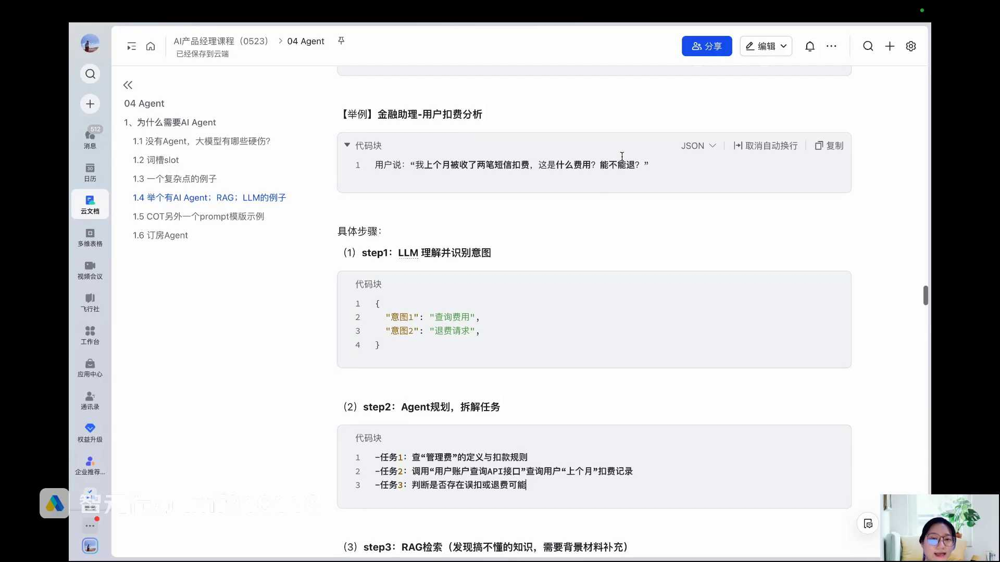 AI产品经理课程（0523） > 04 Agent
已经保存到云端
分享
编辑
512
消息
30
日历
云文档
多维表格
视频会议
飞行社
工作台
应用中心
通讯录
权益升级
企业推荐...
04 Agent
1、为什么需要AI Agent
1.1 没有Agent，大模型有哪些硬伤？
1.2 词槽slot
1.3 一个复杂点的例子
1.4 举个有AI Agent；RAG；LLM的例子
1.5 COT另外一个prompt模版示例
1.6 订房Agent
【举例】金融助理-用户扣费分析
代码块
JSON
取消自动换行
复制
1 用户说：“我上个月被收了两笔短信扣费，这是什么费用？能不能退？”
具体步骤：
（1）step1：LLM 理解并识别意图
代码块
1 {
2 "意图1": "查询费用",
3 "意图2": "退费请求",
4 }
（2）step2：Agent规划，拆解任务
代码块
1 -任务1：查“管理费”的定义与扣款规则
2 -任务2：调用“用户账户查询API接口”查询用户“上个月”扣费记录
3 -任务3：判断是否存在误扣或退费可能
（3）step3：RAG检索（发现搞不懂的知识，需要背景材料补充）